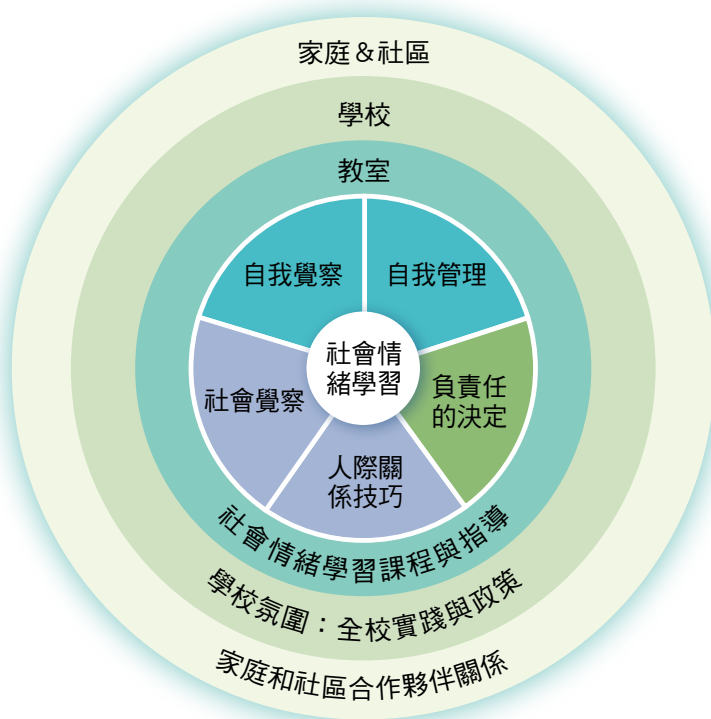 家庭＆社區
學校
教室
自我覺察
自我管理
社會情
緒學習
社會覺察
負責任
的決定
人際關
係技巧
社會情緒學習課程與指導
學校氛圍：全校實踐與政策
家庭和社區合作夥伴關係